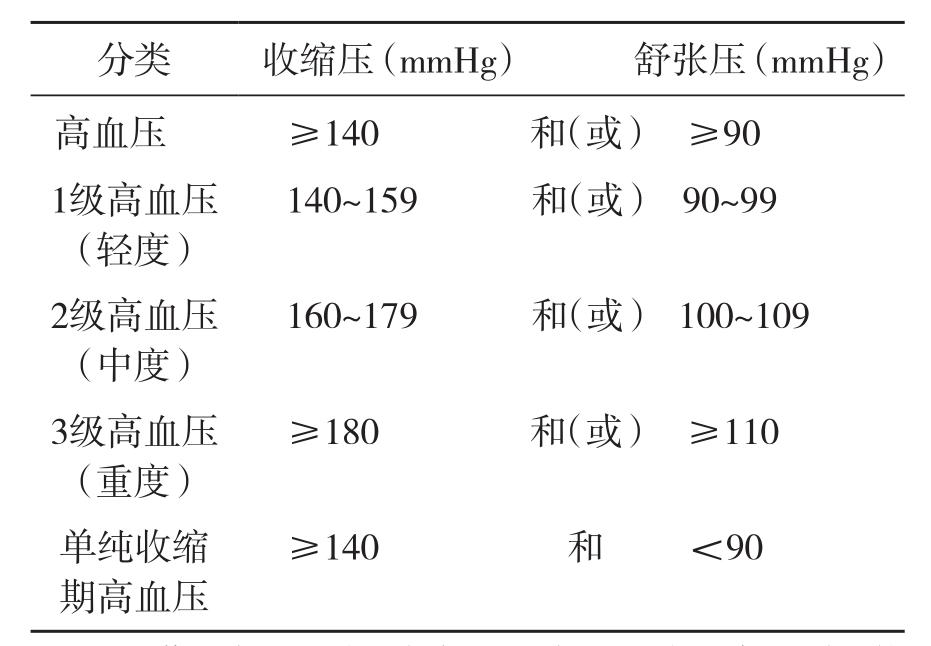 分类 收缩压(mmHg) 舒张压(mmHg)
高血压 ≥140 和(或) ≥90
1级高血压 140~159 和(或) 90~99
(轻度)
2级高血压 160~179 和(或) 100~109
(中度)
3级高血压 ≥180 和(或) ≥110
(重度)
单纯收缩 ≥140 和 <90
期高血压